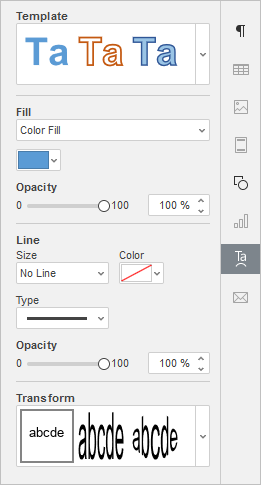 Template
Ta Ta Ta
Fill
Color Fill
Opacity
0 100 100 %
Line
Size Color
No Line
Type
Opacity
0 100 100 %
Transform
abcde abcde abcde
¶
Ta